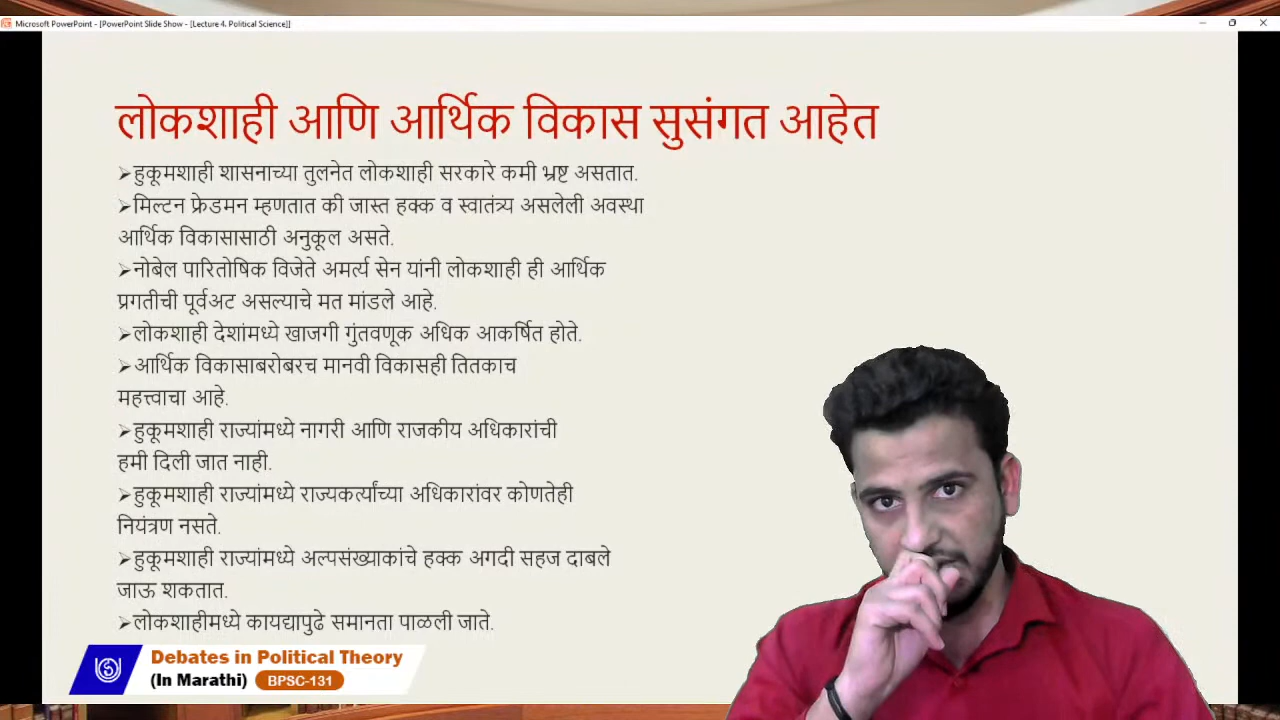 Microsoft PowerPoint - [PowerPoint Slide Show - [Lecture 4, Political Science]]
लोकशाही आणि आर्थिक विकास सुसंगत आहेत
➢हुकूमशाही शासनाच्या तुलनेत लोकशाही सरकारे कमी भ्रष्ट असतात.
➢मिल्टन फ्रेडमन म्हणतात की जास्त हक्क व स्वातंत्र्य असलेली अवस्था
आर्थिक विकासासाठी अनुकूल असते.
➢नोबेल पारितोषिक विजेते अमर्त्य सेन यांनी लोकशाही ही आर्थिक
प्रगतीची पूर्वअट असल्याचे मत मांडले आहे.
➢लोकशाही देशांमध्ये खाजगी गुंतवणूक अधिक आकर्षित होते.
➢आर्थिक विकासाबरोबरच मानवी विकासही तितकाच
महत्त्वाचा आहे.
➢हुकूमशाही राज्यांमध्ये नागरी आणि राजकीय अधिकारांची
हमी दिली जात नाही.
➢हुकूमशाही राज्यांमध्ये राज्यकर्त्यांच्या अधिकारांवर कोणतेही
नियंत्रण नसते.
➢हुकूमशाही राज्यांमध्ये अल्पसंख्याकांचे हक्क अगदी सहज दाबले
जाऊ शकतात.
➢लोकशाहीमध्ये कायद्यापुढे समानता पाळली जाते.
Debates in Political Theory
(In Marathi) BPSC-131